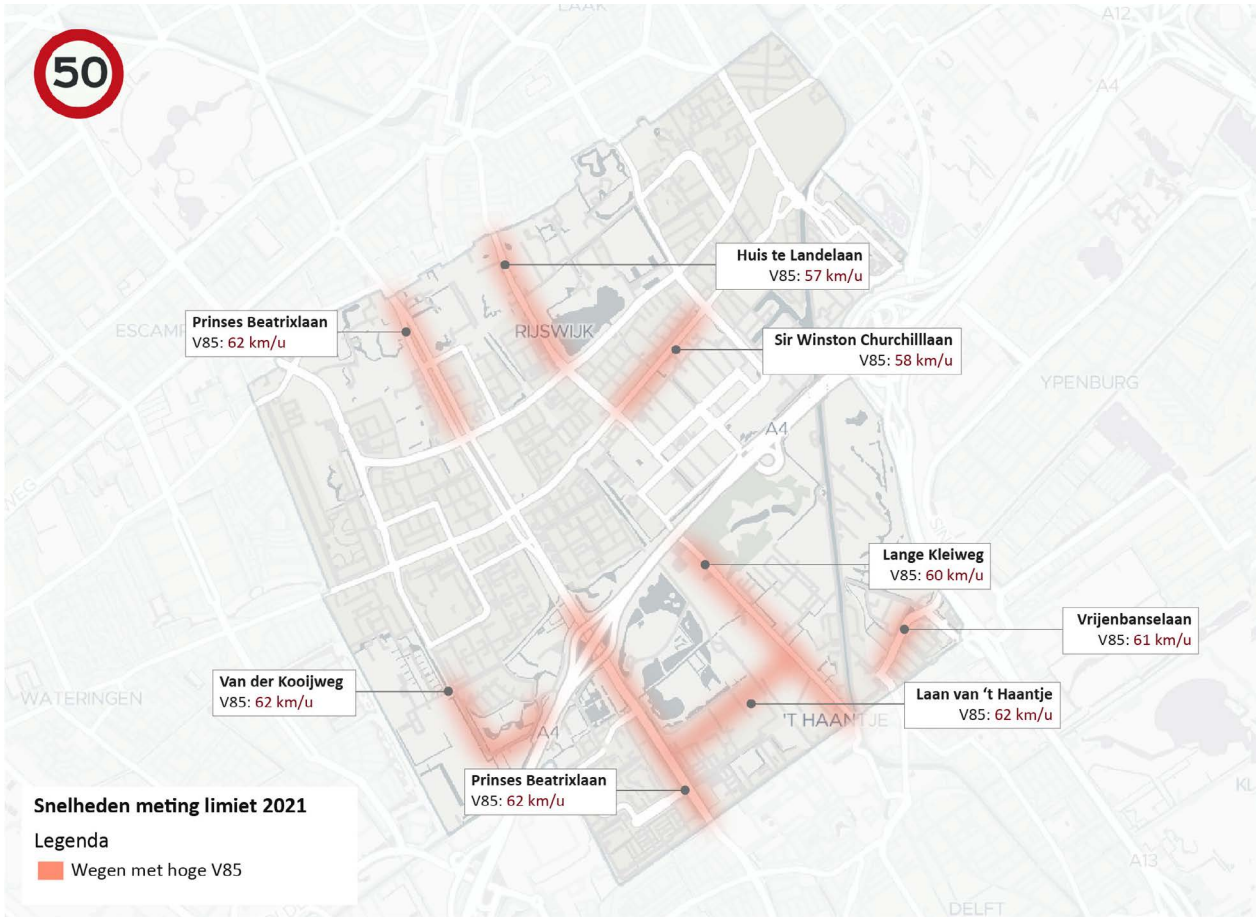 LAAK
A12
50
A4
Huis te Landelaan
V85: 57 km/u
Prinses Beatrixlaan
V85: 62 km/u
RIJSWIJK
Sir Winston Churchilllaan
V85: 58 km/u
YPENBURG
A4
Lange Kleiweg
V85: 60 km/u
Vrijenbanselaan
V85: 61 km/u
Van der Kooijweg
V85: 62 km/u
WATERINGEN
Laan van ‘t Haantje
V85: 62 km/u
'T HAANTJE
A4
Prinses Beatrixlaan
V85: 62 km/u
Snelheden meting limiet 2021
Legenda
Wegen met hoge V85
A13
DELFT